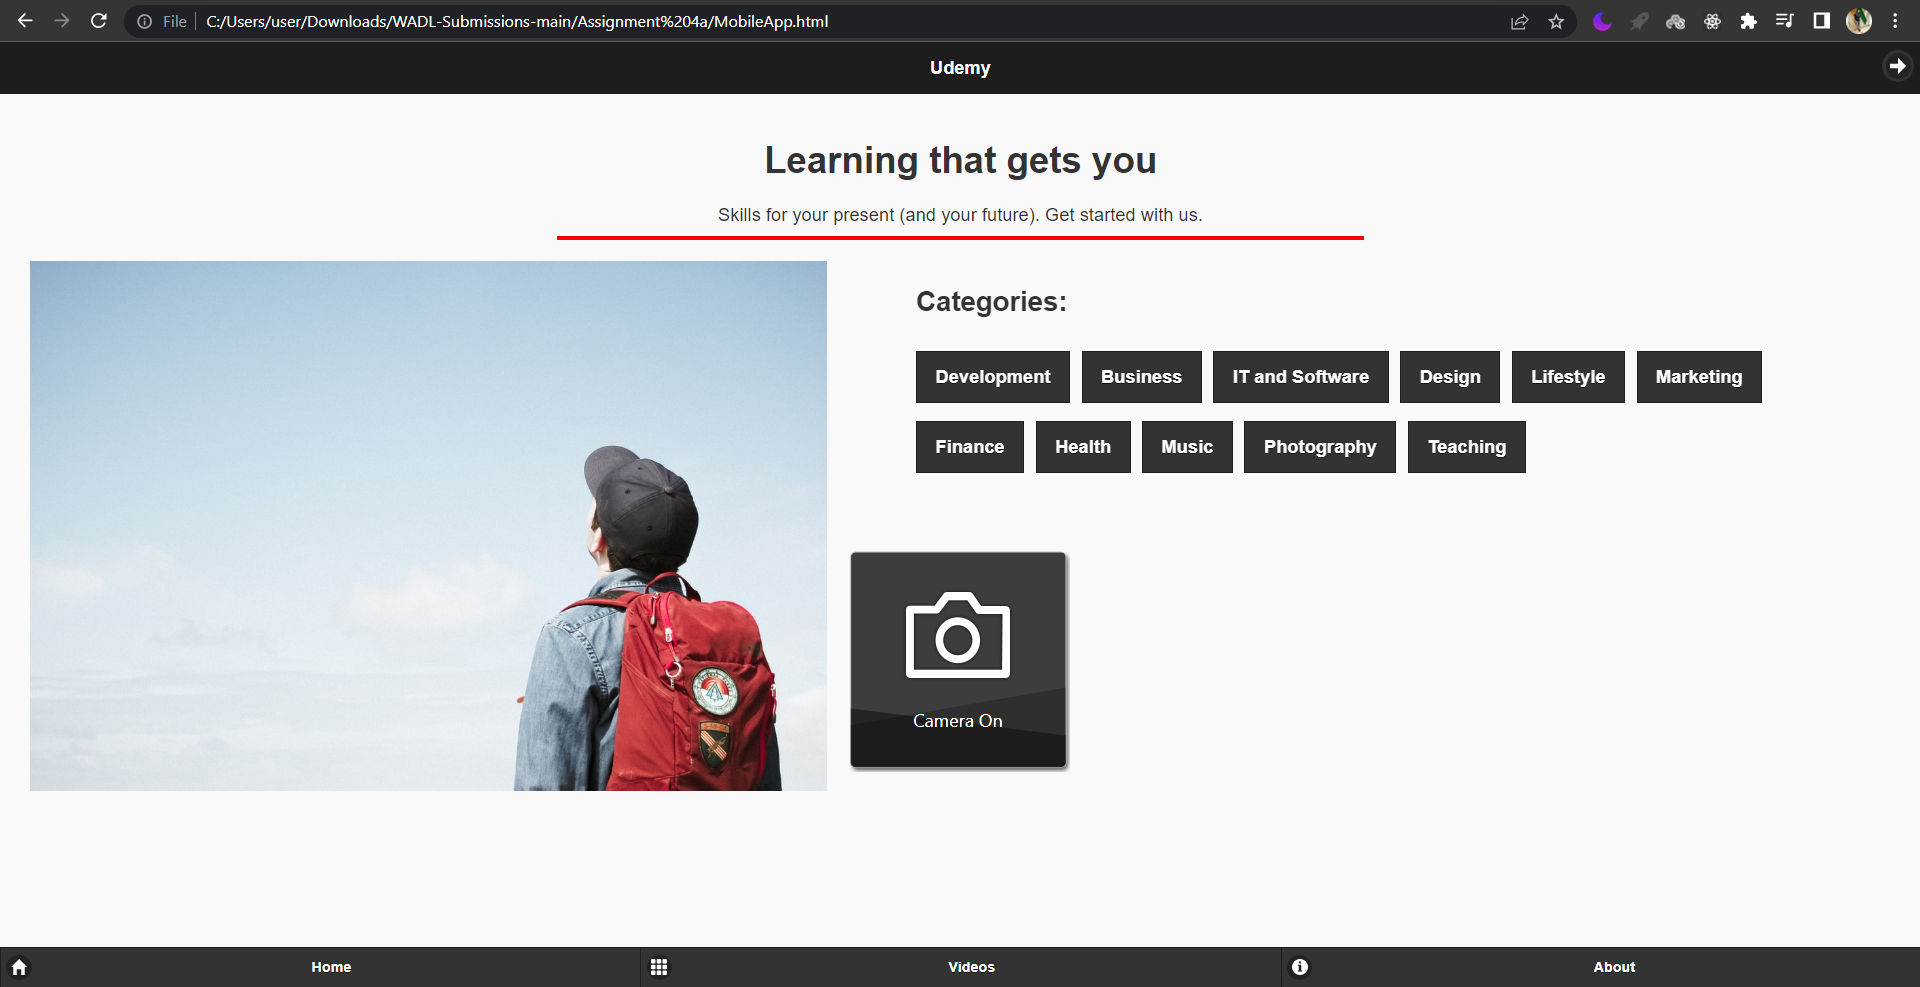 File C:/Users/user/Downloads/WADL-Submissions-main/Assignment%204a/MobileApp.html
Udemy
Learning that gets you
Skills for your present (and your future). Get started with us.
Categories:
Development Business IT and Software Design Lifestyle Marketing
Finance Health Music Photography Teaching
Camera On
Home Videos About